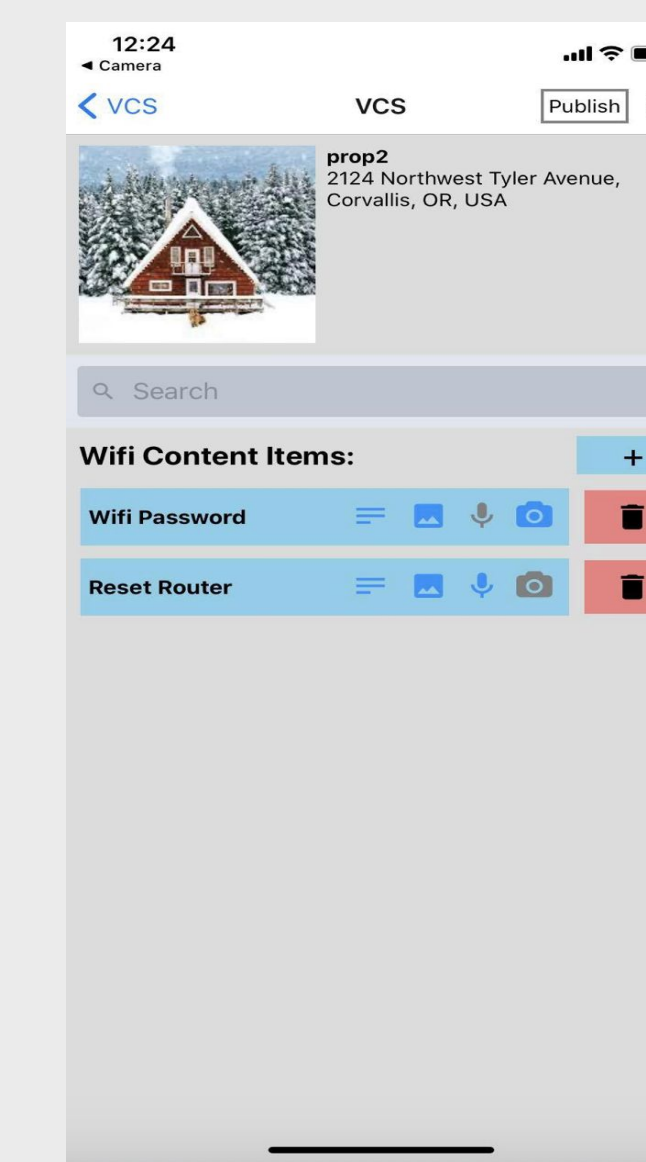 12:24
◀ Camera
VCS
VCS
Publish
prop2
2124 Northwest Tyler Avenue,
Corvallis, OR, USA
Search
Wifi Content Items:
+
Wifi Password
Reset Router